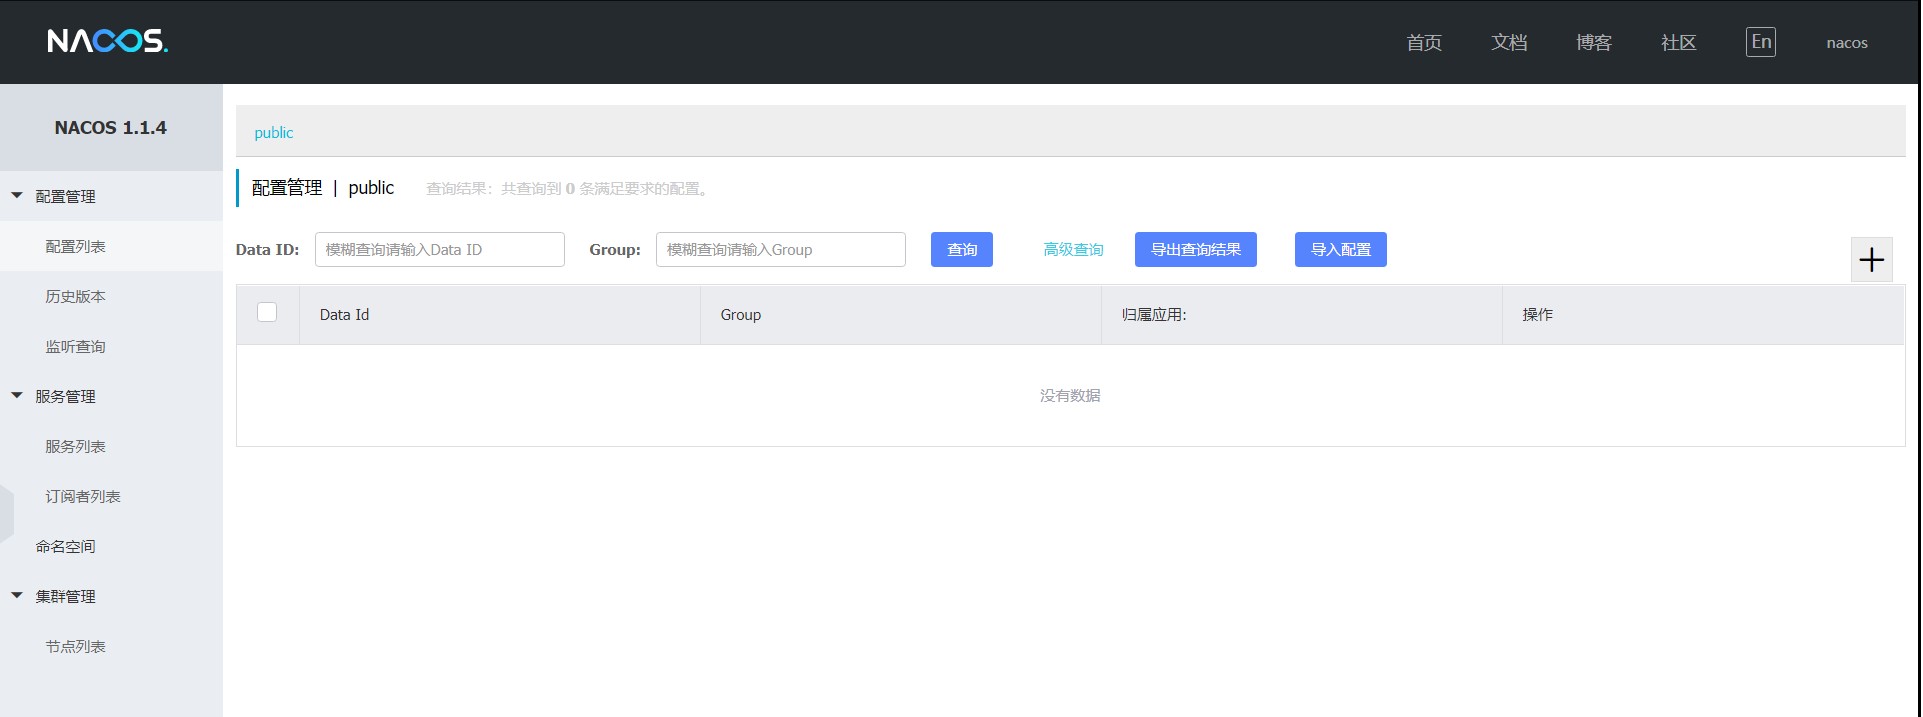 NACOS.
首页 文档 博客 社区 En nacos
NACOS 1.1.4
配置管理
配置列表
历史版本
监听查询
服务管理
服务列表
订阅者列表
命名空间
集群管理
节点列表
public
配置管理 | public 查询结果：共查询到 0 条满足要求的配置。
Data ID: 模糊查询请输入Data ID Group: 模糊查询请输入Group 查询 高级查询 导出查询结果 导入配置
Data Id Group 归属应用: 操作
没有数据